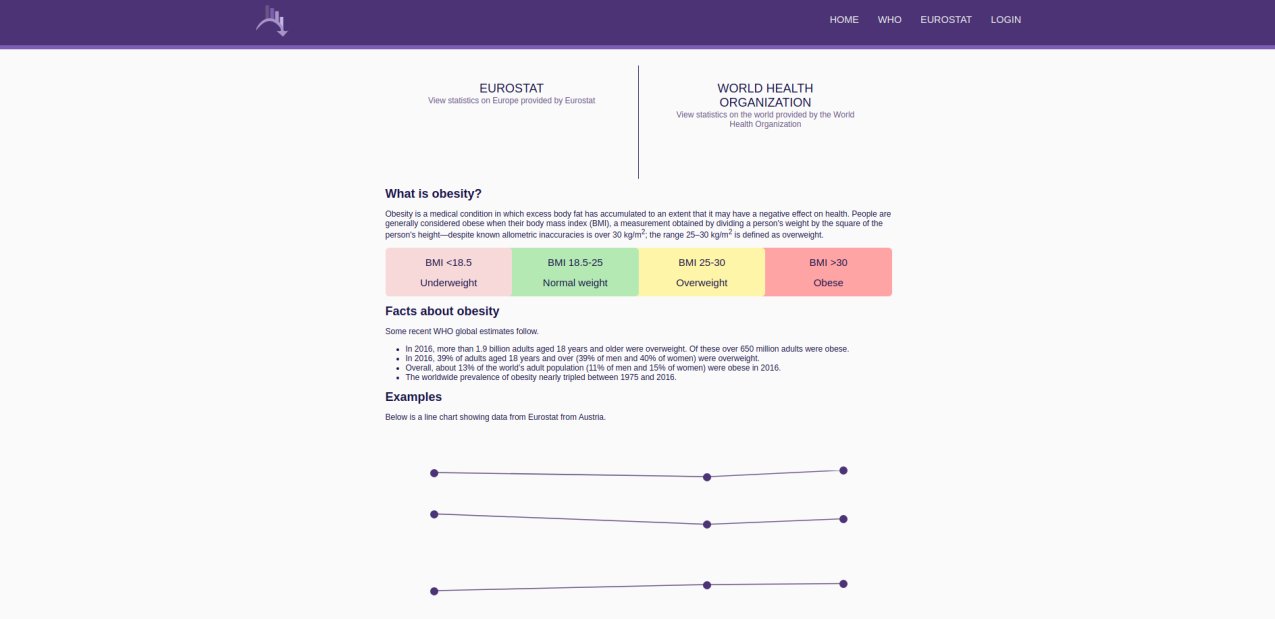 HOME WHO EUROSTAT LOGIN
EUROSTAT
View statistics on Europe provided by Eurostat
WORLD HEALTH
ORGANIZATION
View statistics on the world provided by the World
Health Organization
What is obesity?
Obesity is a medical condition in which excess body fat has accumulated to an extent that it may have a negative effect on health. People are
generally considered obese when their body mass index (BMI), a measurement obtained by dividing a person's weight by the square of the
person's height—despite known allometric inaccuracies is over 30 kg/m²; the range 25–30 kg/m² is defined as overweight.
BMI <18.5 BMI 18.5-25 BMI 25-30 BMI >30
Underweight Normal weight Overweight Obese
Facts about obesity
Some recent WHO global estimates follow.
• In 2016, more than 1.9 billion adults aged 18 years and older were overweight. Of these over 650 million adults were obese.
• In 2016, 39% of adults aged 18 years and over (39% of men and 40% of women) were overweight.
• Overall, about 13% of the world's adult population (11% of men and 15% of women) were obese in 2016.
• The worldwide prevalence of obesity nearly tripled between 1975 and 2016.
Examples
Below is a line chart showing data from Eurostat from Austria.